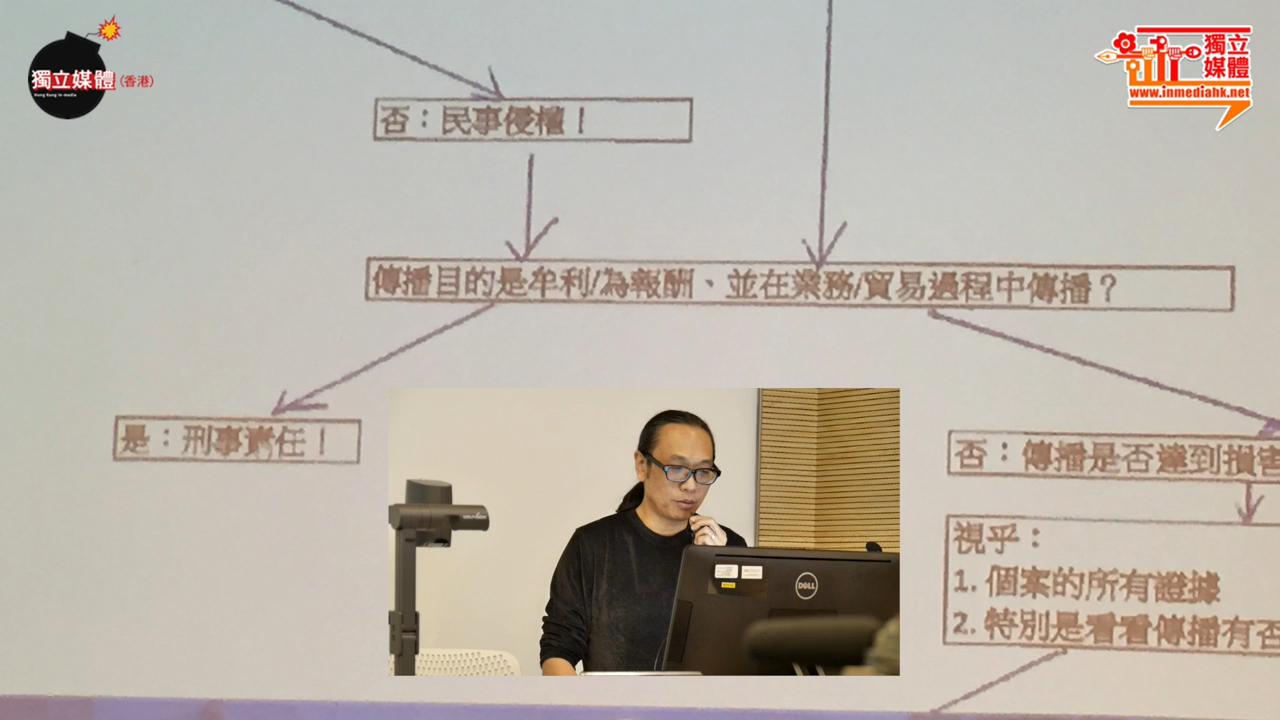 獨立媒體(香港)
Hong Kong In-media
獨立
媒體
www.inmediahk.net
否：民事侵權！
傳播目的是牟利/為報酬、並在業務/貿易過程中傳播？
是：刑事責任！
否：傳播是否達到損害
視乎：
1. 個案的所有證據
2. 特別是看看傳播有否
DELL